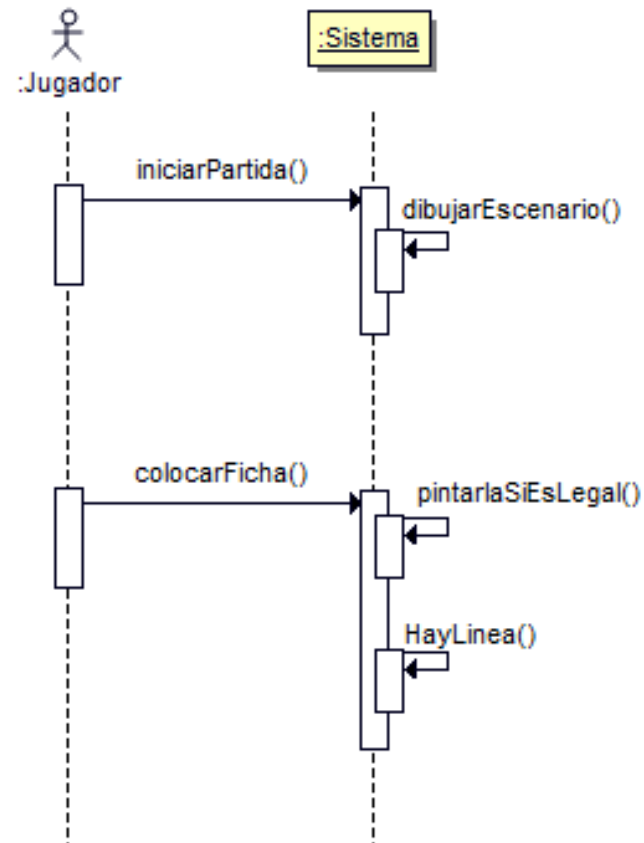 :Sistema
:Jugador
iniciarPartida()
dibujarEscenario()
colocarFicha()
pintarlaSiEsLegal()
HayLinea()